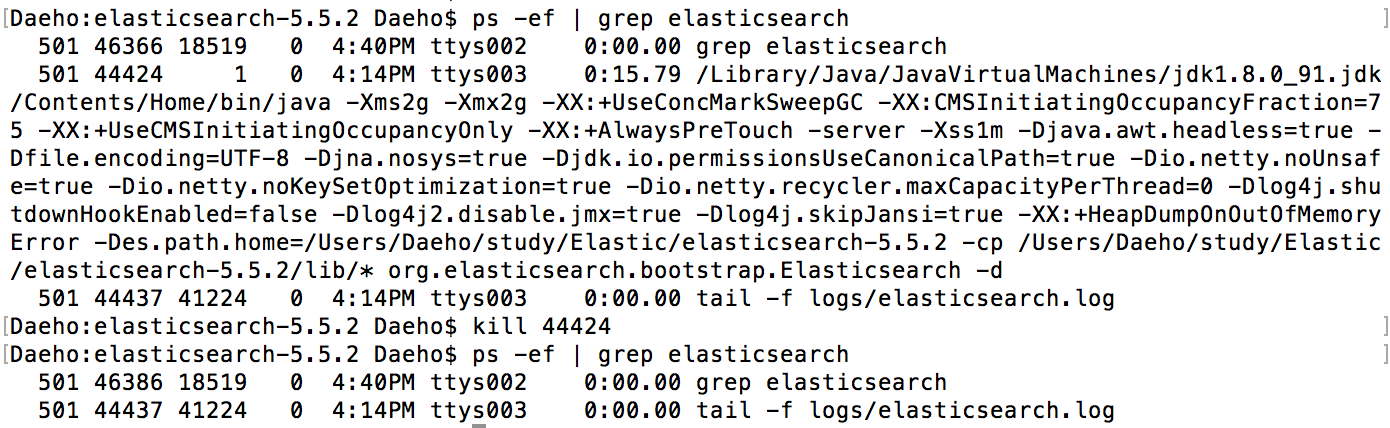 [Daeho:elasticsearch-5.5.2 Daeho$ ps -ef | grep elasticsearch ]
501 46366 18519 0 4:40PM ttys002 0:00.00 grep elasticsearch
501 44424 1 0 4:14PM ttys003 0:15.79 /Library/Java/JavaVirtualMachines/jdk1.8.0_91.jdk
/Contents/Home/bin/java -Xms2g -Xmx2g -XX:+UseConcMarkSweepGC -XX:CMSInitiatingOccupancyFraction=7
5 -XX:+UseCMSInitiatingOccupancyOnly -XX:+AlwaysPreTouch -server -Xss1m -Djava.awt.headless=true -
Dfile.encoding=UTF-8 -Djna.nosys=true -Djdk.io.permissionsUseCanonicalPath=true -Dio.netty.noUnsaf
e=true -Dio.netty.noKeySetOptimization=true -Dio.netty.recycler.maxCapacityPerThread=0 -Dlog4j.shu
tdownHookEnabled=false -Dlog4j2.disable.jmx=true -Dlog4j.skipJansi=true -XX:+HeapDumpOnOutOfMemory
Error -Des.path.home=/Users/Daeho/study/Elastic/elasticsearch-5.5.2 -cp /Users/Daeho/study/Elastic
/elasticsearch-5.5.2/lib/* org.elasticsearch.bootstrap.Elasticsearch -d
501 44437 41224 0 4:14PM ttys003 0:00.00 tail -f logs/elasticsearch.log
[Daeho:elasticsearch-5.5.2 Daeho$ kill 44424 ]
[Daeho:elasticsearch-5.5.2 Daeho$ ps -ef | grep elasticsearch ]
501 46386 18519 0 4:40PM ttys002 0:00.00 grep elasticsearch
501 44437 41224 0 4:14PM ttys003 0:00.00 tail -f logs/elasticsearch.log